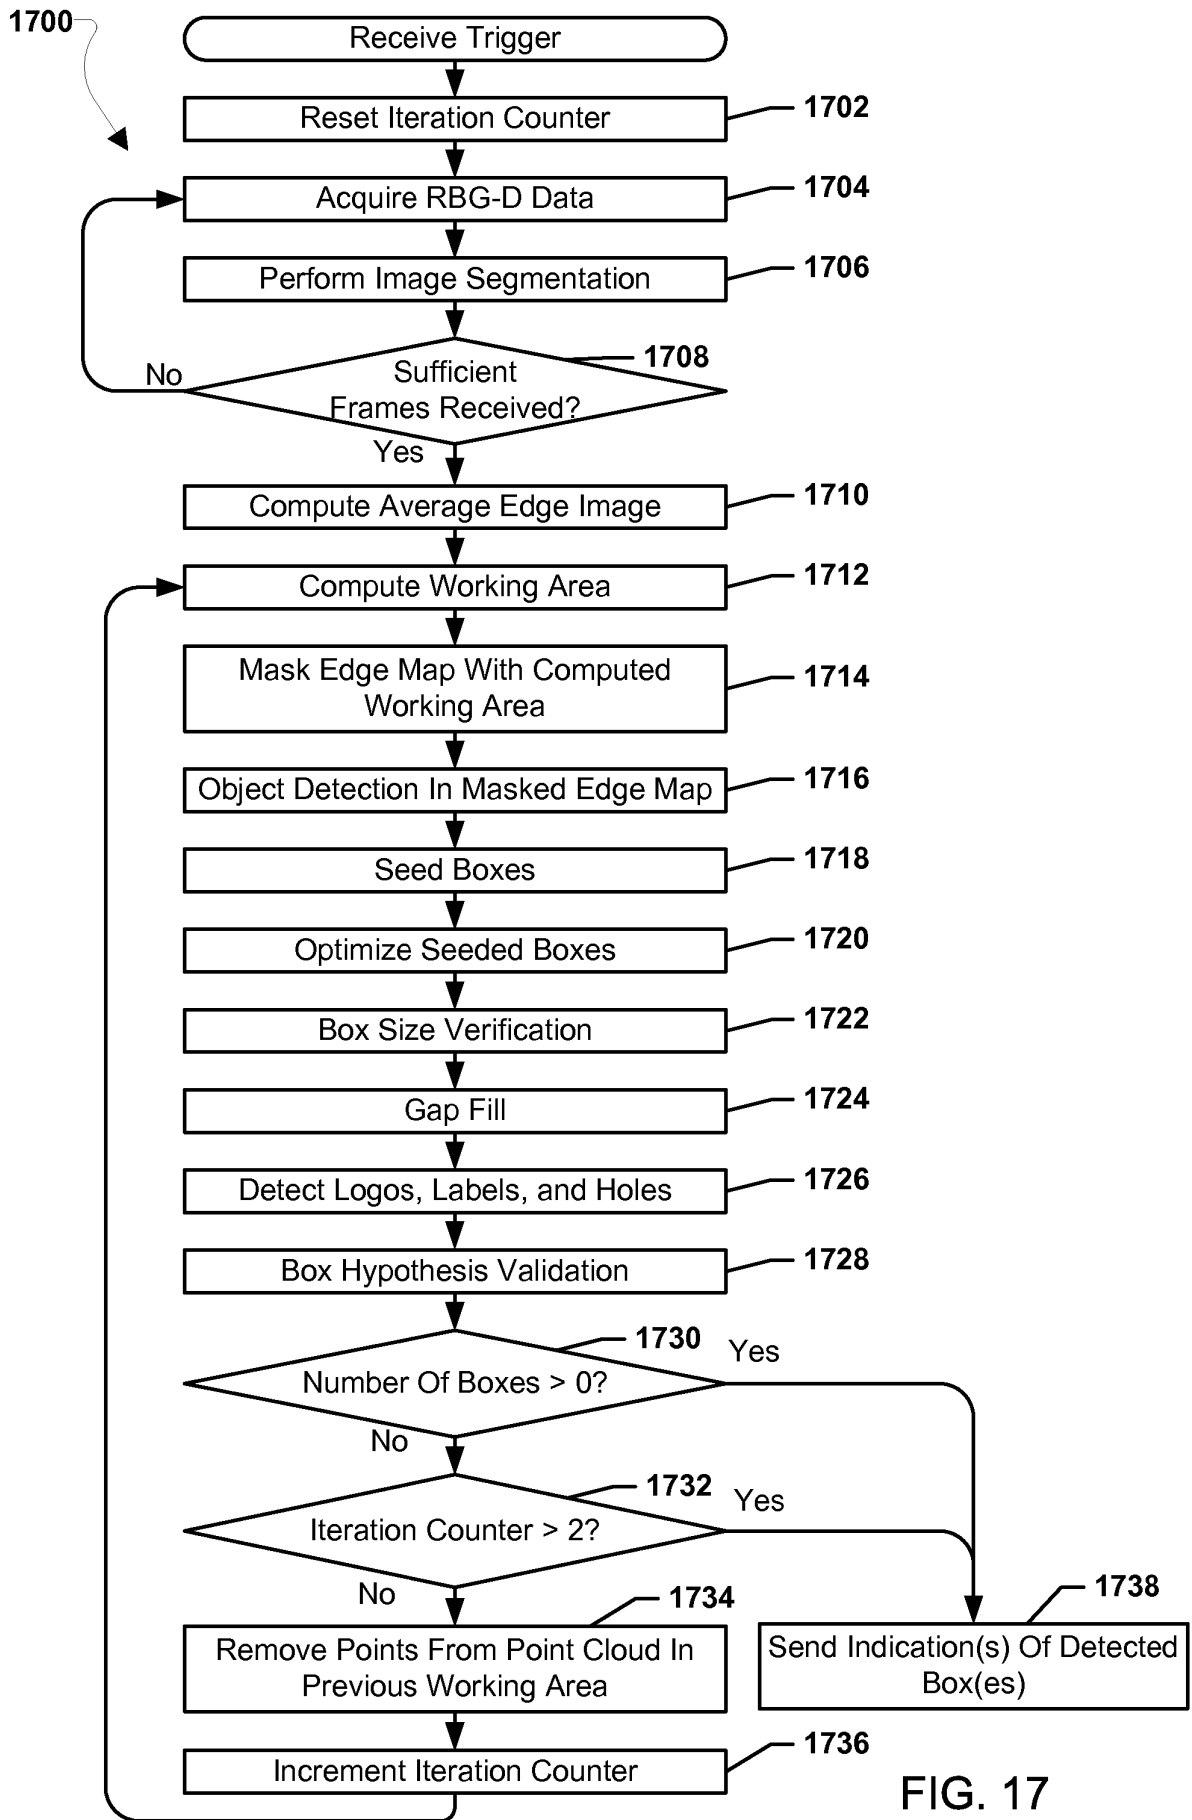 1700
Receive Trigger
Reset Iteration Counter
1702
Acquire RBG-D Data
1704
Perform Image Segmentation
1706
1708
Sufficient
Frames Received?
No
Yes
Compute Average Edge Image
1710
Compute Working Area
1712
Mask Edge Map With Computed
Working Area
1714
Object Detection In Masked Edge Map
1716
Seed Boxes
1718
Optimize Seeded Boxes
1720
Box Size Verification
1722
Gap Fill
1724
Detect Logos, Labels, and Holes
1726
Box Hypothesis Validation
1728
1730
Number Of Boxes > 0?
Yes
No
1732
Iteration Counter > 2?
Yes
No
1734
Remove Points From Point Cloud In
Previous Working Area
1738
Send Indication(s) Of Detected
Box(es)
Increment Iteration Counter
1736
FIG. 17